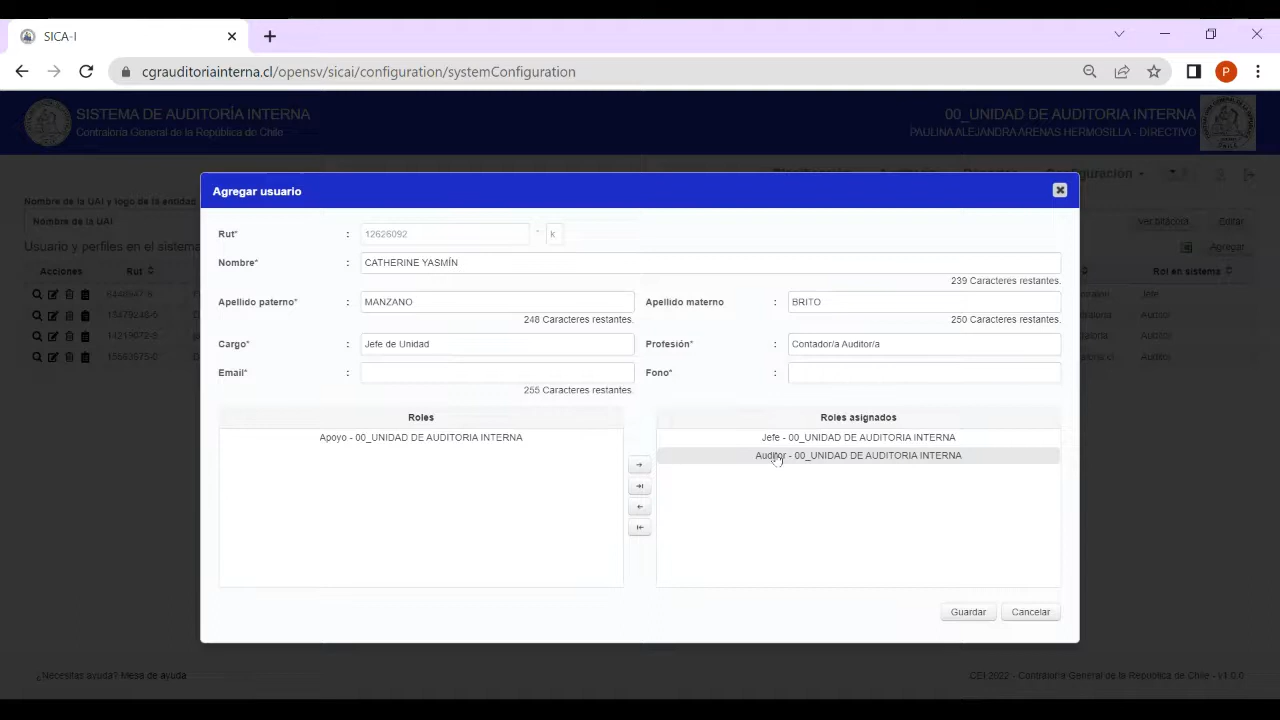 SICA-I
cgrauditoriainterna.cl/opensv/sicai/configuration/systemConfiguration
P
SISTEMA DE AUDITORÍA INTERNA
Contraloría General de la República de Chile
00_UNIDAD DE AUDITORIA INTERNA
PAULINA ALEJANDRA ARENAS HERMOSILLA - DIRECTIVO
Nombre de la UAI y logo de la entidad
Nombre de la UAI
Ver bitácora
Editar
Usuario y perfiles en el sistema
Agregar
Acciones
Rut
Rol en sistema
Jefe
Auditor
Auditor
Auditor
Agregar usuario
Rut* : 12626092 - k
Nombre* : CATHERINE YASMÍN
239 Caracteres restantes.
Apellido paterno* : MANZANO
Apellido materno : BRITO
248 Caracteres restantes.
250 Caracteres restantes.
Cargo* : Jefe de Unidad
Profesión* : Contador/a Auditor/a
Email* :
Fono* :
255 Caracteres restantes.
Roles
Roles asignados
Apoyo - 00_UNIDAD DE AUDITORIA INTERNA
Jefe - 00_UNIDAD DE AUDITORIA INTERNA
Auditor - 00_UNIDAD DE AUDITORIA INTERNA
Guardar
Cancelar
¿Necesitas ayuda? Mesa de ayuda
CEI 2022 - Contraloría General de la República de Chile - v1.0.0